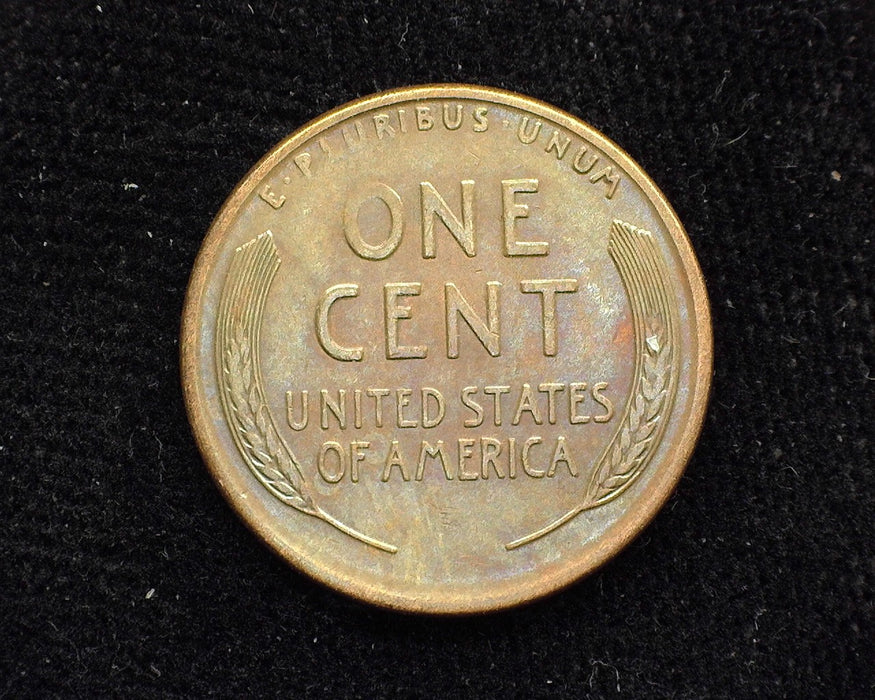 E · PLURIBUS · UNUM
ONE
CENT
UNITED STATES
OF AMERICA